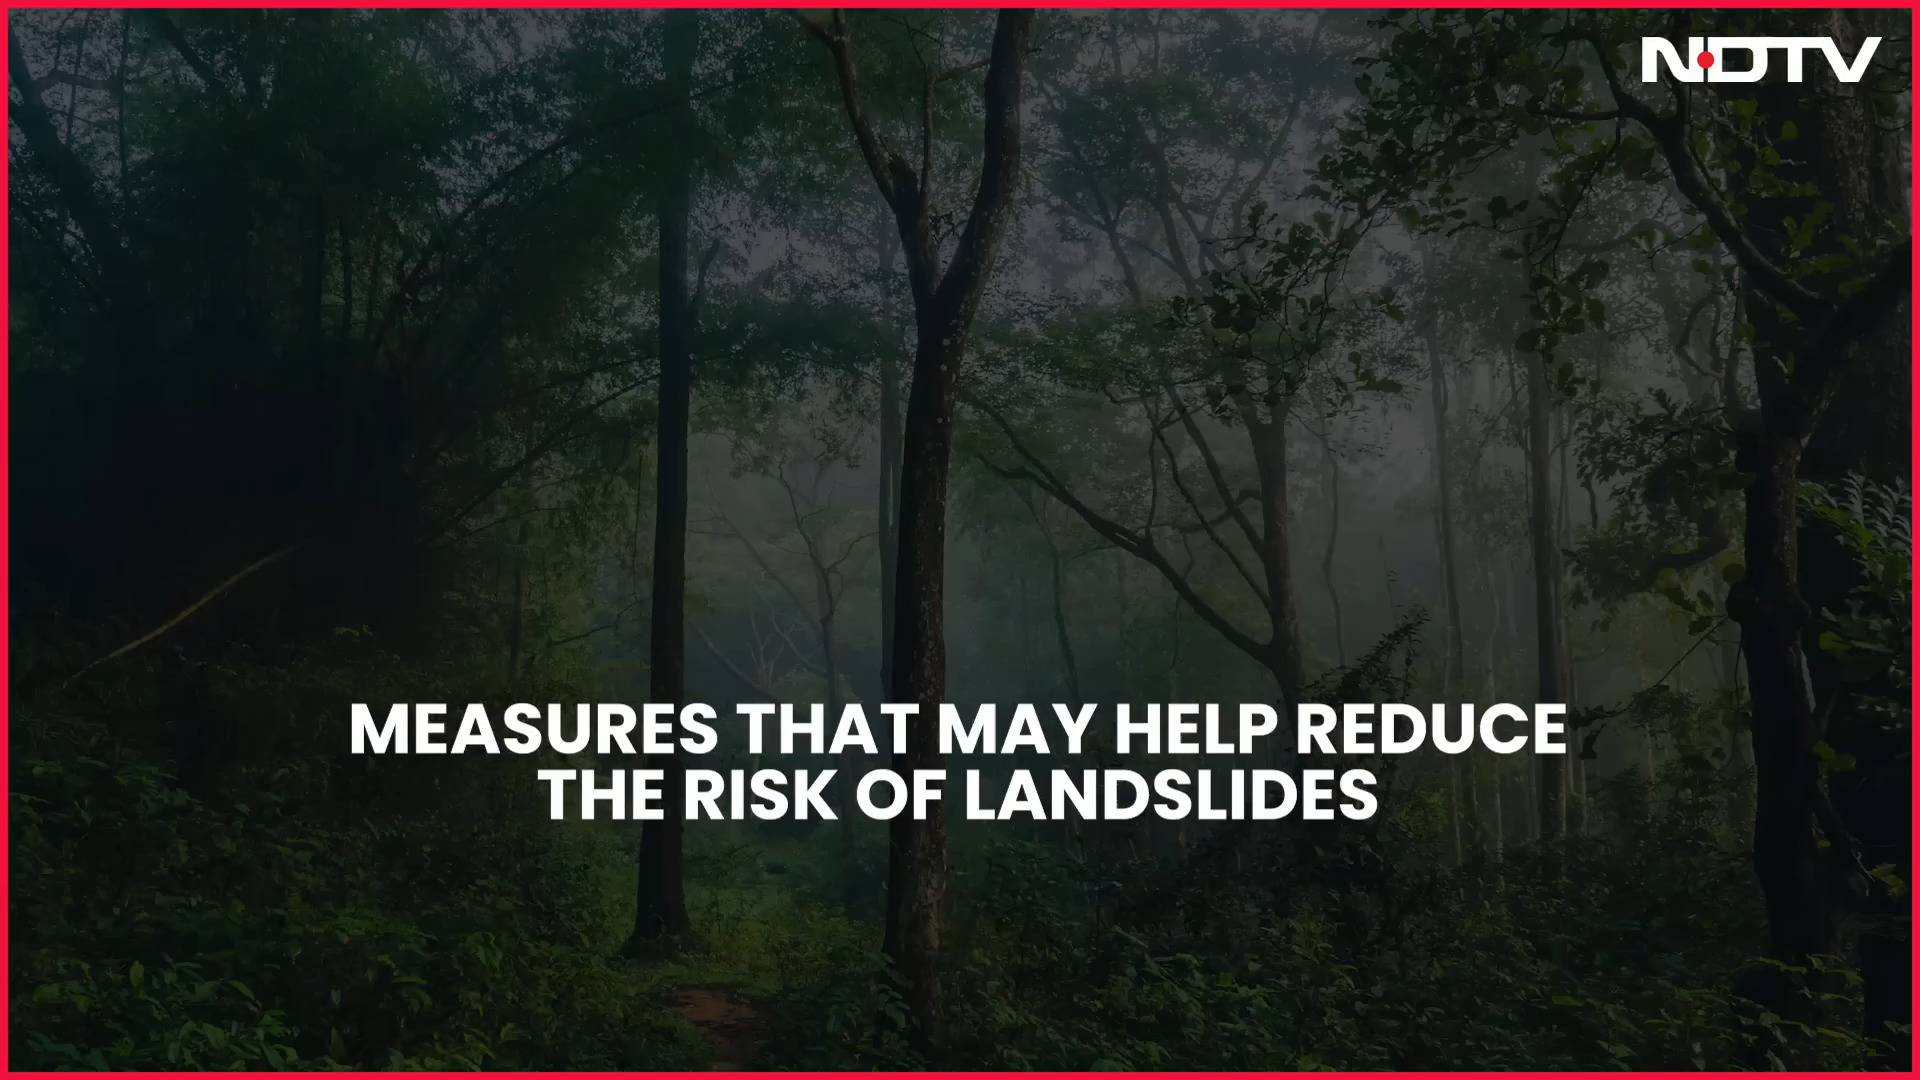 NDTV
MEASURES THAT MAY HELP REDUCE
THE RISK OF LANDSLIDES